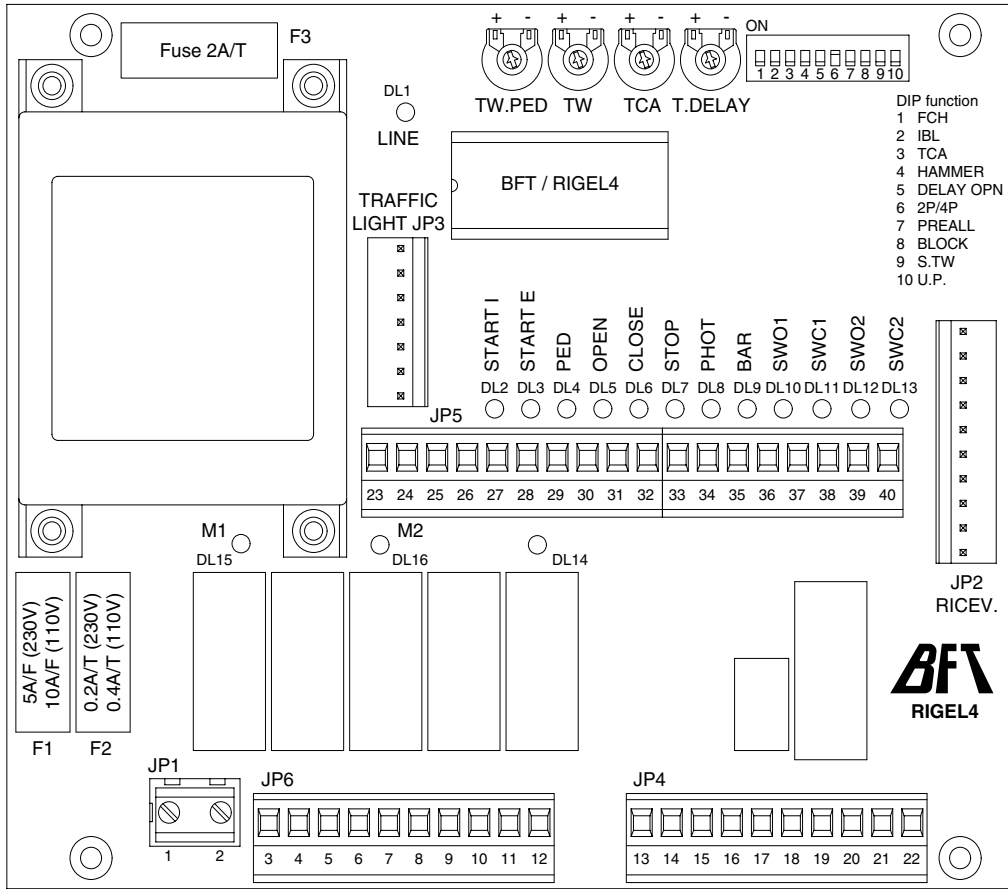 Fuse 2A/T
F3
+ - + - + - + -
TW.PED TW TCA T.DELAY
ON
1 2 3 4 5 6 7 8 9 10
DIP function
1 FCH
2 IBL
3 TCA
4 HAMMER
5 DELAY OPN
6 2P/4P
7 PREALL
8 BLOCK
9 S.TW
10 U.P.
DL1
LINE
BFT / RIGEL4
TRAFFIC
LIGHT JP3
START I
START E
PED
OPEN
CLOSE
STOP
PHOT
BAR
SWO1
SWC1
SWO2
SWC2
DL2 DL3 DL4 DL5 DL6 DL7 DL8 DL9 DL10 DL11 DL12 DL13
JP5
23 24 25 26 27 28 29 30 31 32 33 34 35 36 37 38 39 40
M1
DL15
M2
DL16
DL14
JP2
RICEV.
5A/F (230V)
10A/F (110V)
0.2A/T (230V)
0.4A/T (110V)
F1 F2
BFT
RIGEL4
JP1
1 2
JP6
3 4 5 6 7 8 9 10 11 12
JP4
13 14 15 16 17 18 19 20 21 22